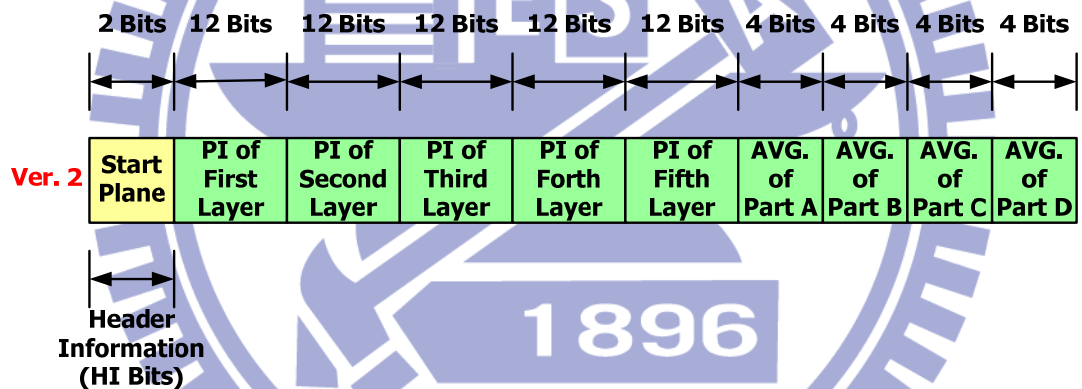 2 Bits 12 Bits 12 Bits 12 Bits 12 Bits 12 Bits 4 Bits 4 Bits 4 Bits 4 Bits
Ver. 2
Start
Plane
PI of
First
Layer
PI of
Second
Layer
PI of
Third
Layer
PI of
Forth
Layer
PI of
Fifth
Layer
AVG.
of
Part A
AVG.
of
Part B
AVG.
of
Part C
AVG.
of
Part D
Header
Information
(HI Bits)
1896